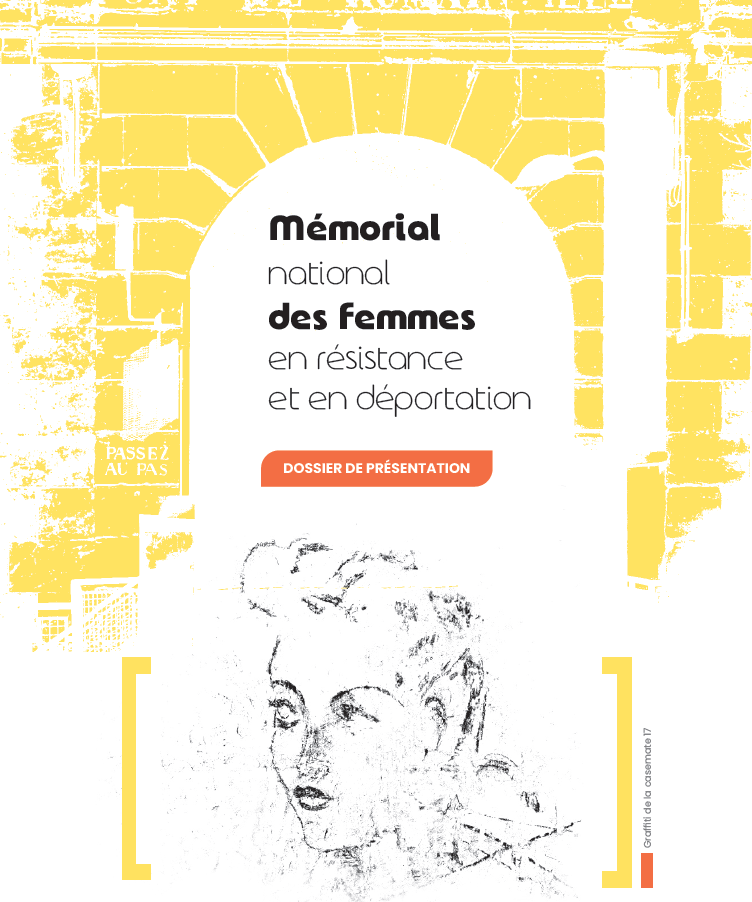 Mémorial
national
des femmes
en résistance
et en déportation
DOSSIER DE PRÉSENTATION
PASSEZ
AU PAS
Graffiti de la casemate 17